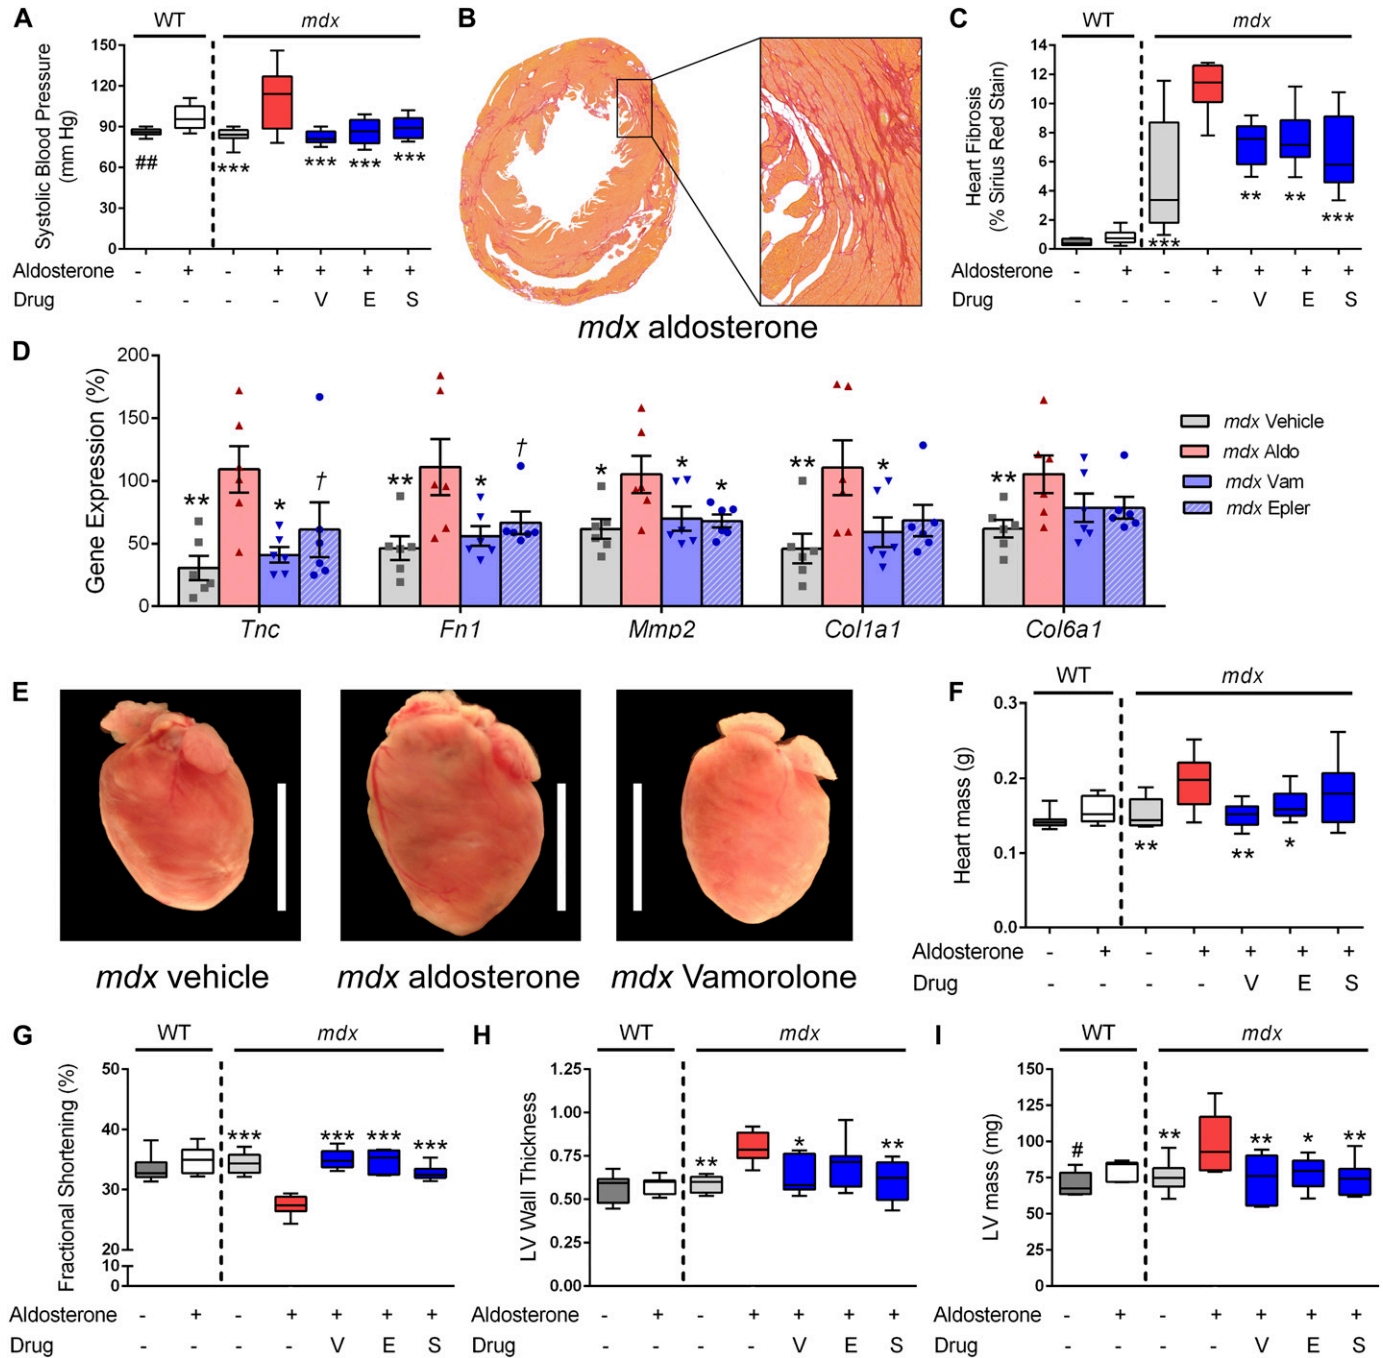 A
WT
mdx
Systolic Blood Pressure
(mm Hg)
150
120
90
60
30
0
##
***
***
***
***
Aldosterone - + - + + + +
Drug - - - - V E S
B
mdx aldosterone
C
WT
mdx
Heart Fibrosis
(% Sirius Red Stain)
14
12
10
8
6
4
2
0
***
**
**
***
Aldosterone - + - + + + +
Drug - - - - V E S
D
Gene Expression (%)
200
150
100
50
0
** * †
** * †
* * *
** *
**
Tnc Fn1 Mmp2 Col1a1 Col6a1
mdx Vehicle
mdx Aldo
mdx Vam
mdx Epler
E
mdx vehicle
mdx aldosterone
mdx Vamorolone
F
WT
mdx
Heart mass (g)
0.3
0.2
0.1
0.0
**
**
*
Aldosterone - + - + + + +
Drug - - - - V E S
G
WT
mdx
Fractional Shortening (%)
50
40
30
20
10
0
***
***
***
***
Aldosterone - + - + + + +
Drug - - - - V E S
H
WT
mdx
LV Wall Thickness
1.25
1.00
0.75
0.50
0.25
0.00
**
*
**
Aldosterone - + - + + + +
Drug - - - - V E S
I
WT
mdx
LV mass (mg)
150
125
100
75
50
25
0
#
**
**
*
**
Aldosterone - + - + + + +
Drug - - - - V E S